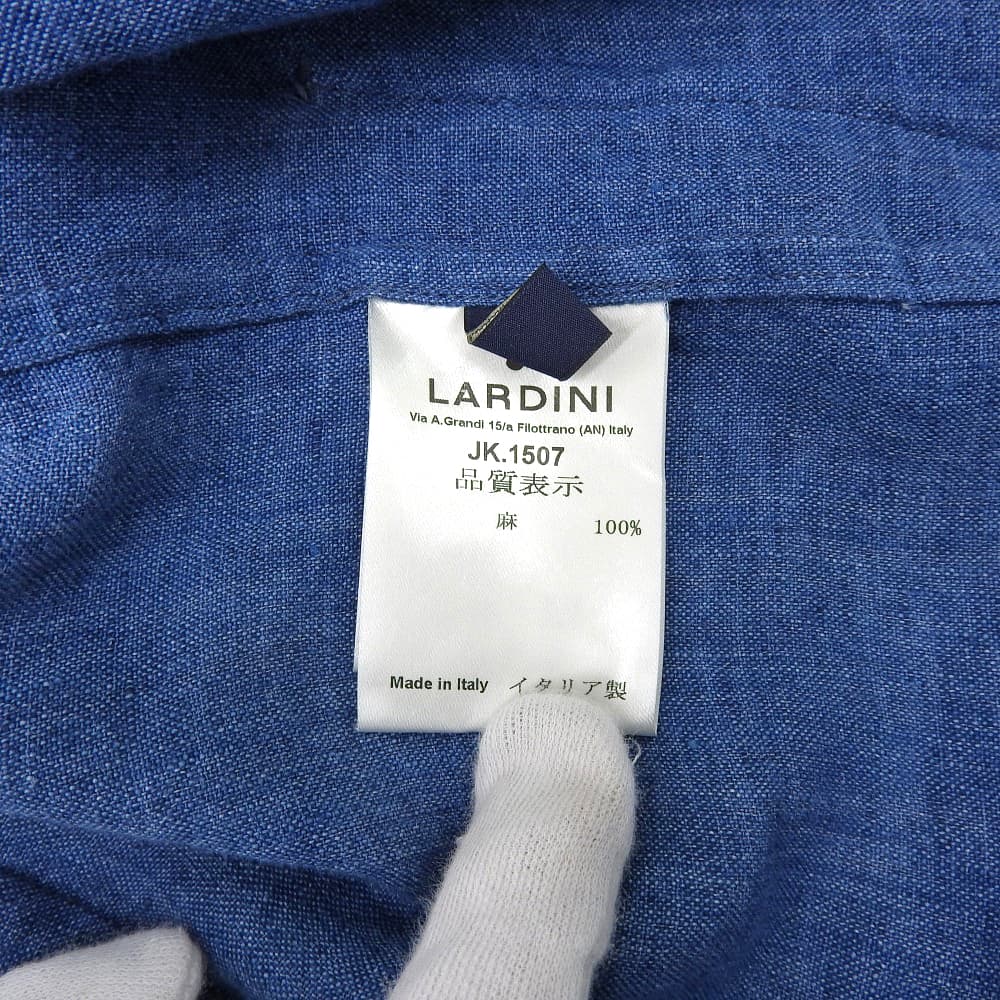 LARDINI
Via A.Grandi 15/a Filottrano (AN) Italy
JK.1507
品質表示
麻 100%
Made in Italy イタリア製